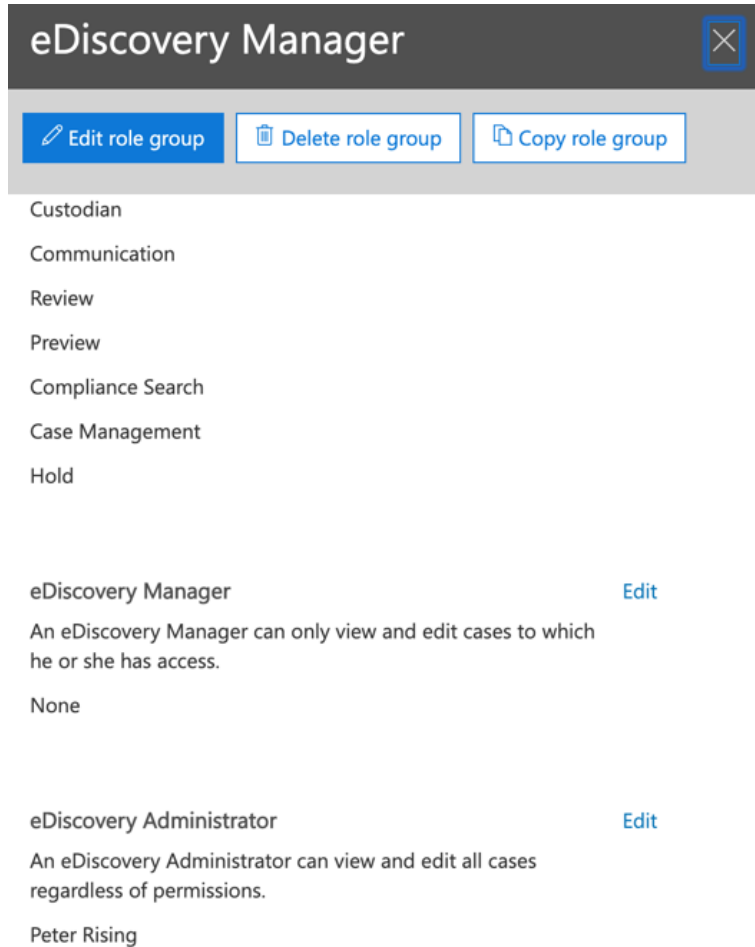 eDiscovery Manager
Edit role group
Delete role group
Copy role group
Custodian
Communication
Review
Preview
Compliance Search
Case Management
Hold
eDiscovery Manager
Edit
An eDiscovery Manager can only view and edit cases to which
he or she has access.
None
eDiscovery Administrator
Edit
An eDiscovery Administrator can view and edit all cases
regardless of permissions.
Peter Rising